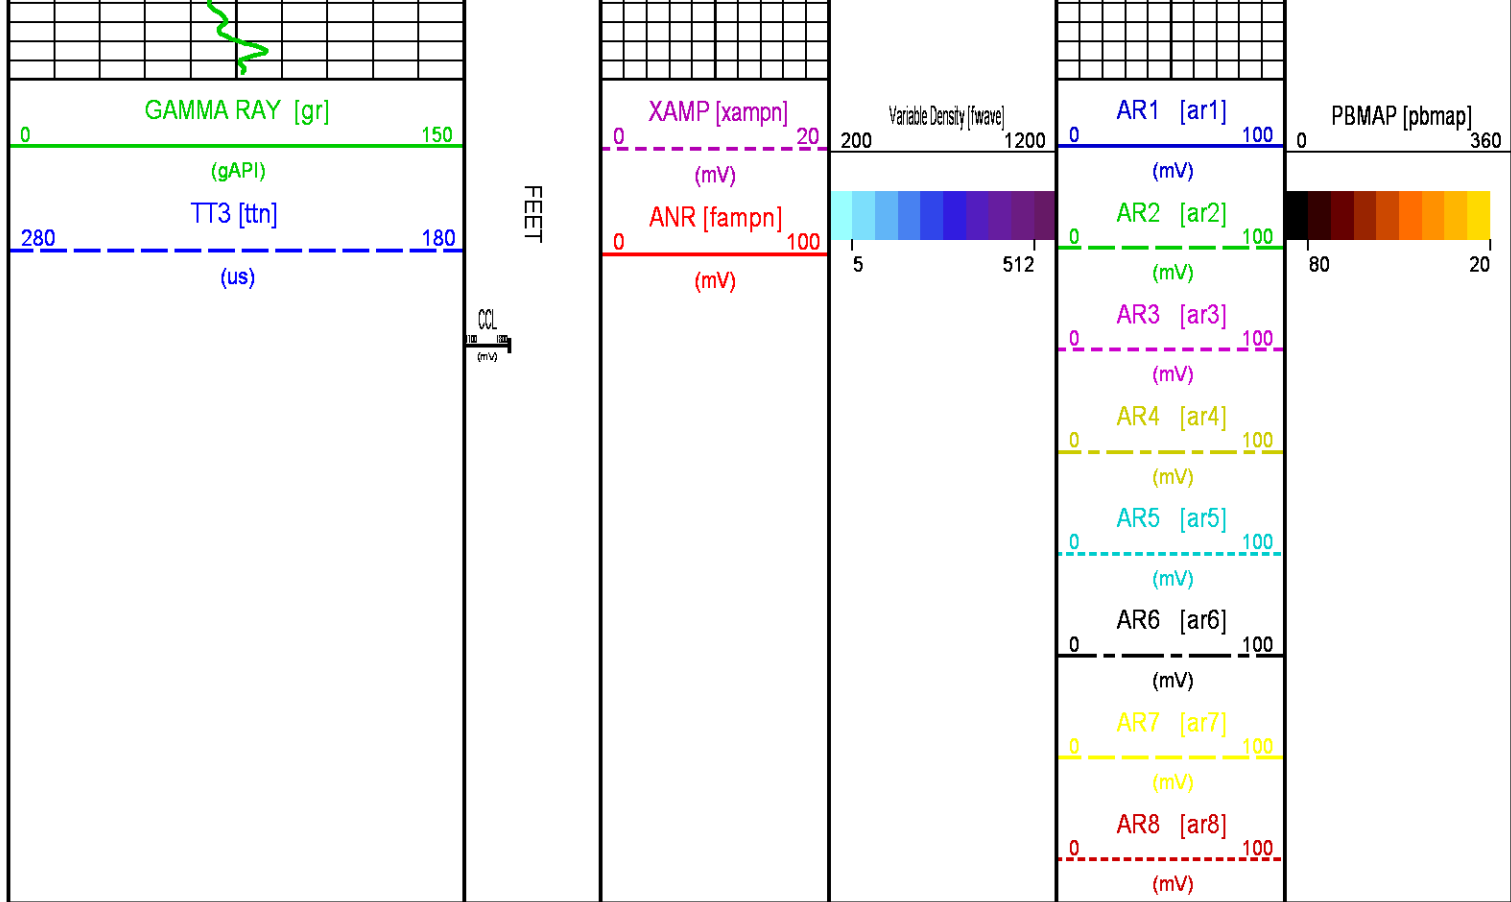 GAMMA RAY [gr]
0 150
(gAPI)
TT3 [ttn]
280 180
(us)
FEET
CCL
(mV)
XAMP [xampn]
0 20
(mV)
ANR [fampn]
0 100
(mV)
Variable Density [fwave]
200 1200
5 512
AR1 [ar1]
0 100
(mV)
AR2 [ar2]
0 100
(mV)
AR3 [ar3]
0 100
(mV)
AR4 [ar4]
0 100
(mV)
AR5 [ar5]
0 100
(mV)
AR6 [ar6]
0 100
(mV)
AR7 [ar7]
0 100
(mV)
AR8 [ar8]
0 100
(mV)
PBMAP [pbmap]
0 360
80 20